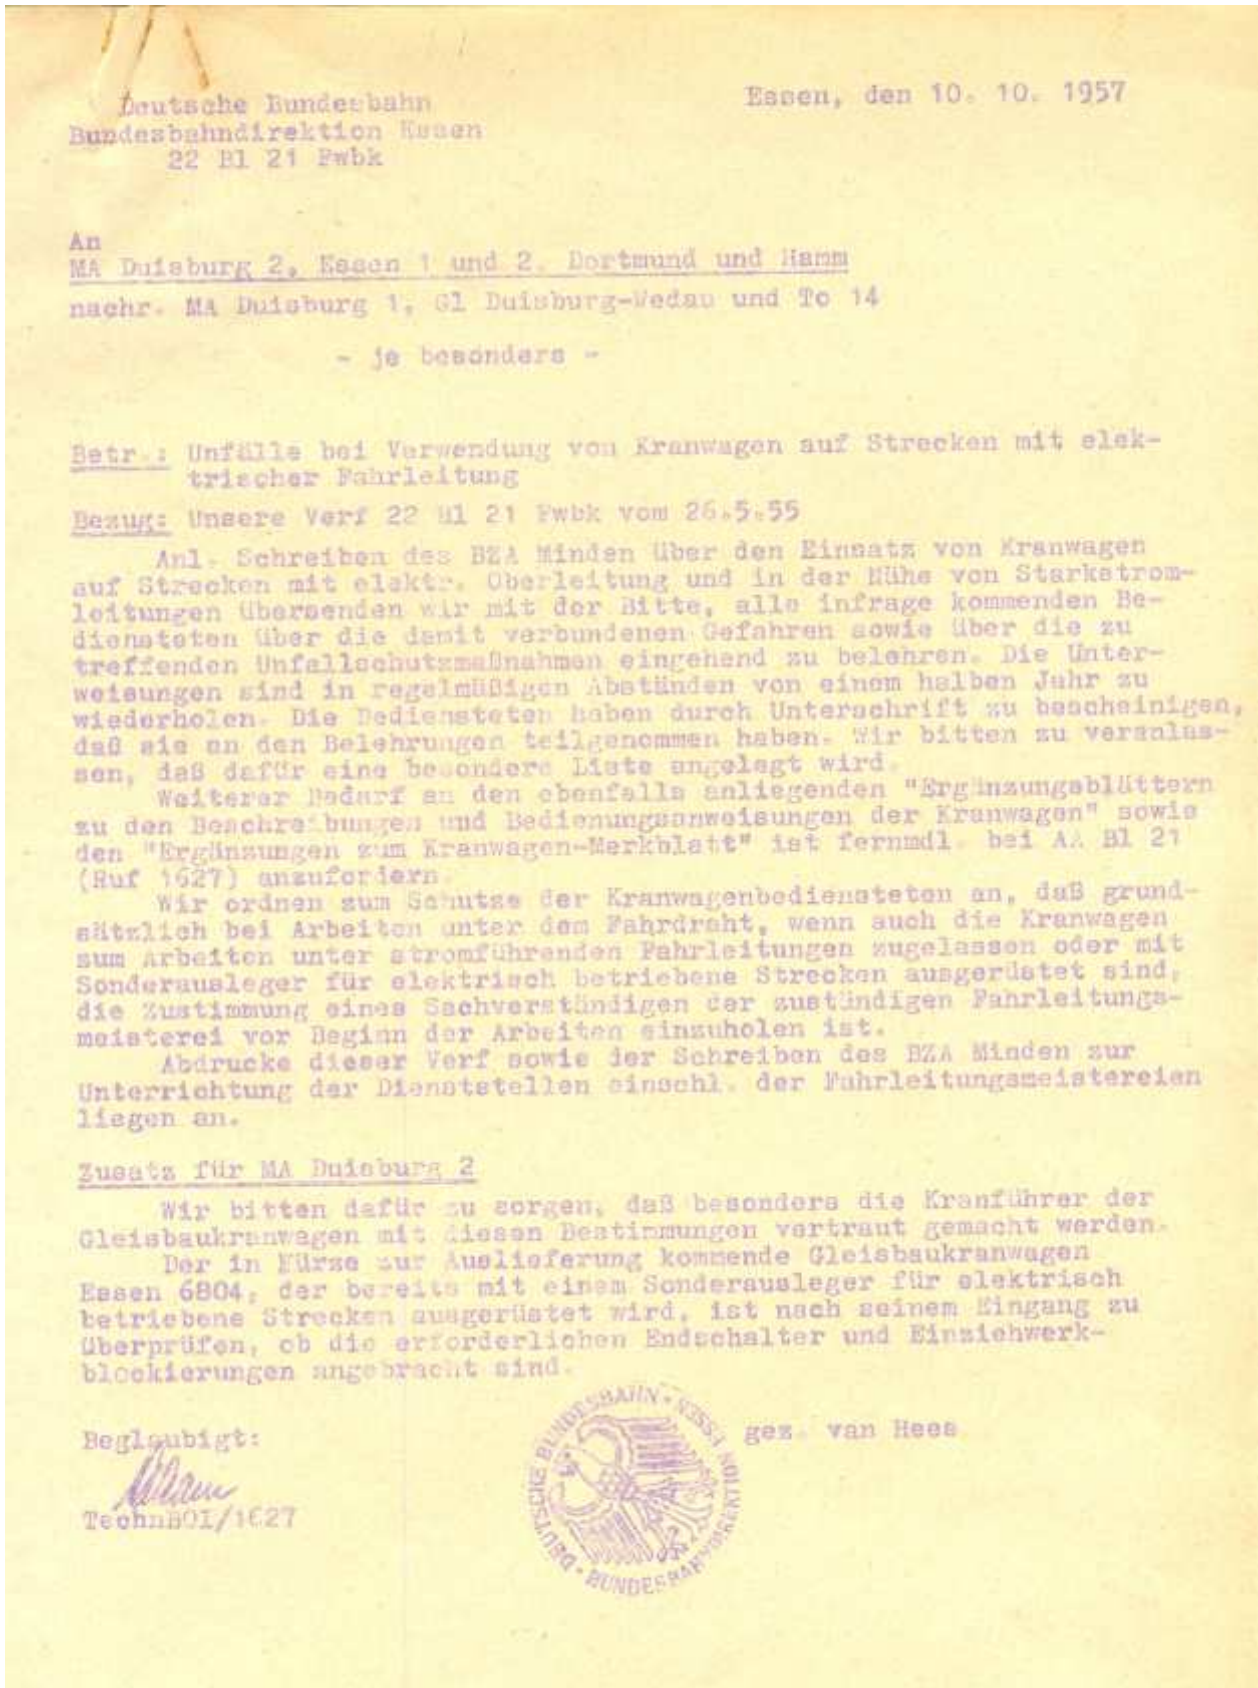 Deutsche Bundesbahn
Bundesbahndirektion Essen
22 Bl 21 Fwbk
Essen, den 10. 10. 1957
An
MA Duisburg 2, Essen 1 und 2, Dortmund und Hamm
nachr. MA Duisburg 1, Gl Duisburg-Wedau und To 14
- je besonders -
Betr.: Unfälle bei Verwendung von Kranwagen auf Strecken mit elek-
trischer Fahrleitung
Bezug: Unsere Verf 22 Bl 21 Fwbk vom 26.5.55
Anl. Schreiben des BZA Minden über den Einsatz von Kranwagen
auf Strecken mit elektr. Oberleitung und in der Nähe von Starkstrom-
leitungen übersenden wir mit der Bitte, alle infrage kommenden Be-
diensteten über die damit verbundenen Gefahren sowie über die zu
treffenden Unfallschutzmaßnahmen eingehend zu belehren. Die Unter-
weisungen sind in regelmäßigen Abständen von einem halben Jahr zu
wiederholen. Die Bediensteten haben durch Unterschrift zu bescheinigen,
daß sie an den Belehrungen teilgenommen haben. Wir bitten zu veranlas-
sen, daß dafür eine besondere Liste angelegt wird.
Weiterer Bedarf an den ebenfalls anliegenden "Ergänzungsblättern
zu den Beschreibungen und Bedienungsanweisungen der Kranwagen" sowie
den "Ergänzungen zum Kranwagen-Merkblatt" ist fernmdl. bei AA Bl 21
(Ruf 1627) anzufordern.
Wir ordnen zum Schutze der Kranwagenbediensteten an, daß grund-
sätzlich bei Arbeiten unter dem Fahrdraht, wenn auch die Kranwagen
zum Arbeiten unter stromführenden Fahrleitungen zugelassen oder mit
Sonderausleger für elektrisch betriebene Strecken ausgerüstet sind,
die Zustimmung eines Sachverständigen der zuständigen Fahrleitungs-
meisterei vor Beginn der Arbeiten einzuholen ist.
Abdrucke dieser Verf sowie der Schreiben des BZA Minden zur
Unterrichtung der Dienststellen einschl. der Fahrleitungsmeistereien
liegen an.
Zusatz für MA Duisburg 2
Wir bitten dafür zu sorgen, daß besonders die Kranführer der
Gleisbaukranwagen mit diesen Bestimmungen vertraut gemacht werden.
Der in Kürze zur Auslieferung kommende Gleisbaukranwagen
Essen 6804, der bereits mit einem Sonderausleger für elektrisch
betriebene Strecken ausgerüstet wird, ist nach seinem Eingang zu
überprüfen, ob die erforderlichen Endschalter und Einziehwerk-
blockierungen angebracht sind.
Beglaubigt:
gez. van Hees
TechnBOI/1627
DEUTSCHE BUNDESBAHN • BUNDESBAHNDIREKTION ESSEN •